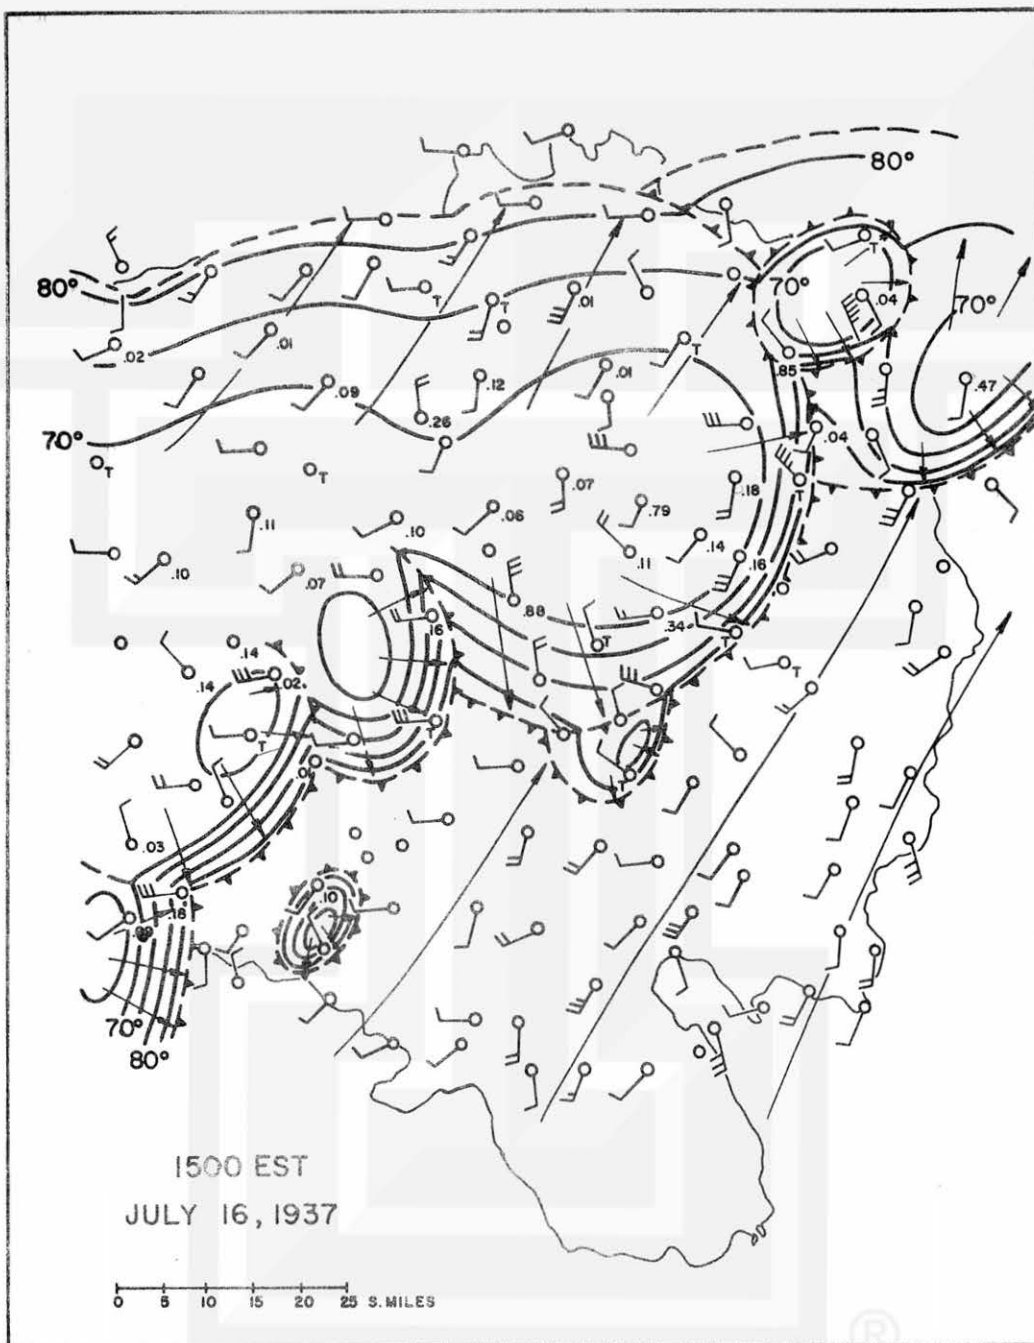 80°
80°
T
70°
.04
80°
T
T
.01
70°
.02
.01
T
.85
.01
.09
.12
.47
.26
.04
70°
T
T
.07
.18
T
.79
.11
.10
.06
.14
.10
.07
.11
.16
.88
.16
.34
T
T
.14
T
.14
.02
T
T
T
.03
.10
.18
70°
80°
1500 EST
JULY 16, 1937
0 5 10 15 20 25 S. MILES
®